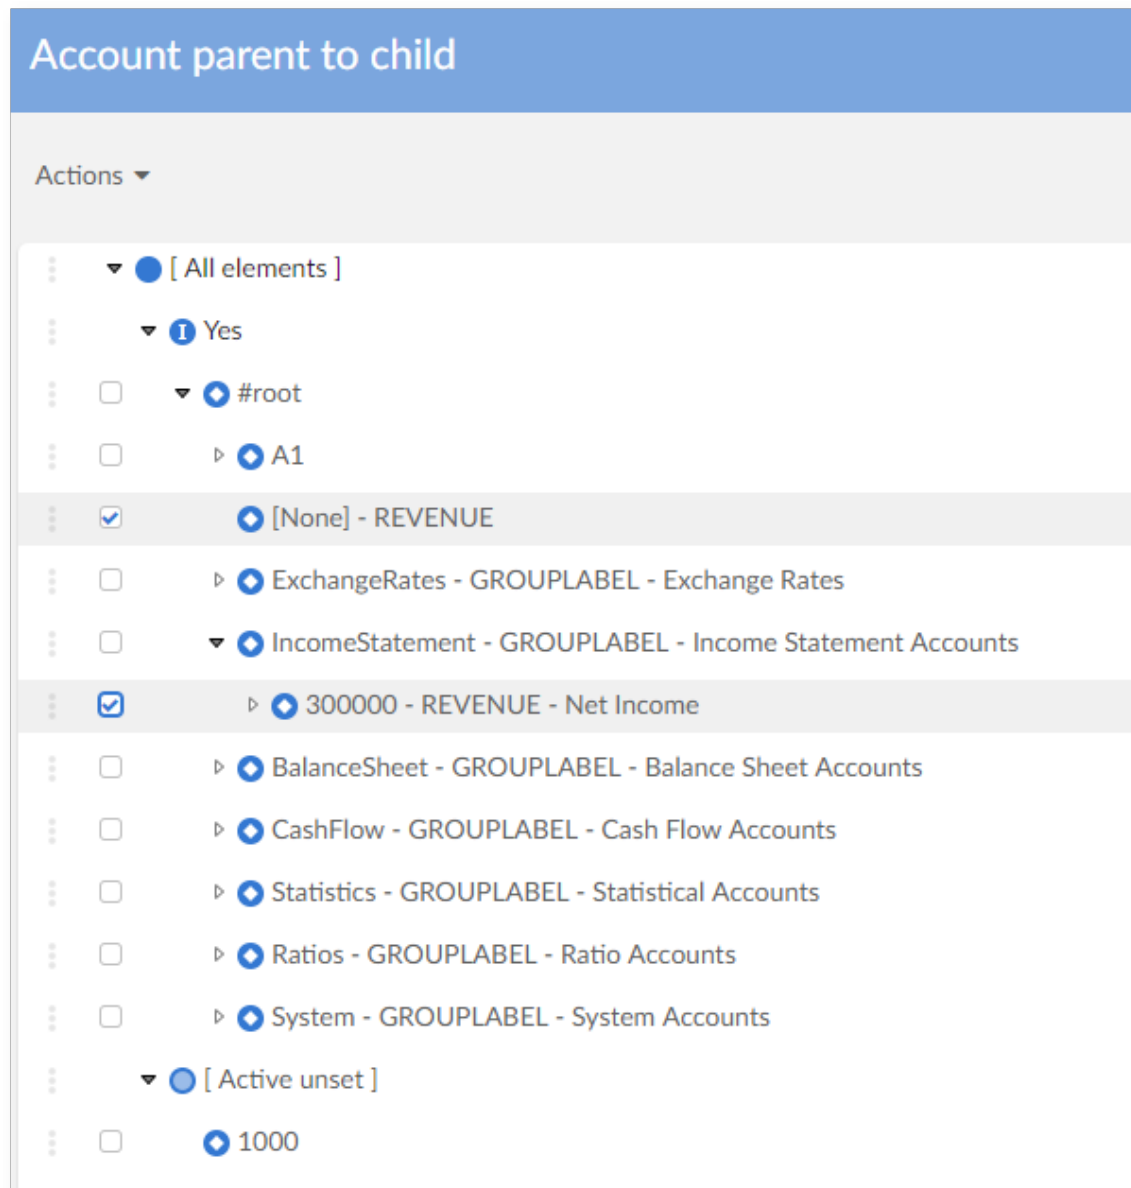 Account parent to child
Actions
[ All elements ]
Yes
#root
A1
[None] - REVENUE
ExchangeRates - GROUPLABEL - Exchange Rates
IncomeStatement - GROUPLABEL - Income Statement Accounts
300000 - REVENUE - Net Income
BalanceSheet - GROUPLABEL - Balance Sheet Accounts
CashFlow - GROUPLABEL - Cash Flow Accounts
Statistics - GROUPLABEL - Statistical Accounts
Ratios - GROUPLABEL - Ratio Accounts
System - GROUPLABEL - System Accounts
[ Active unset ]
1000